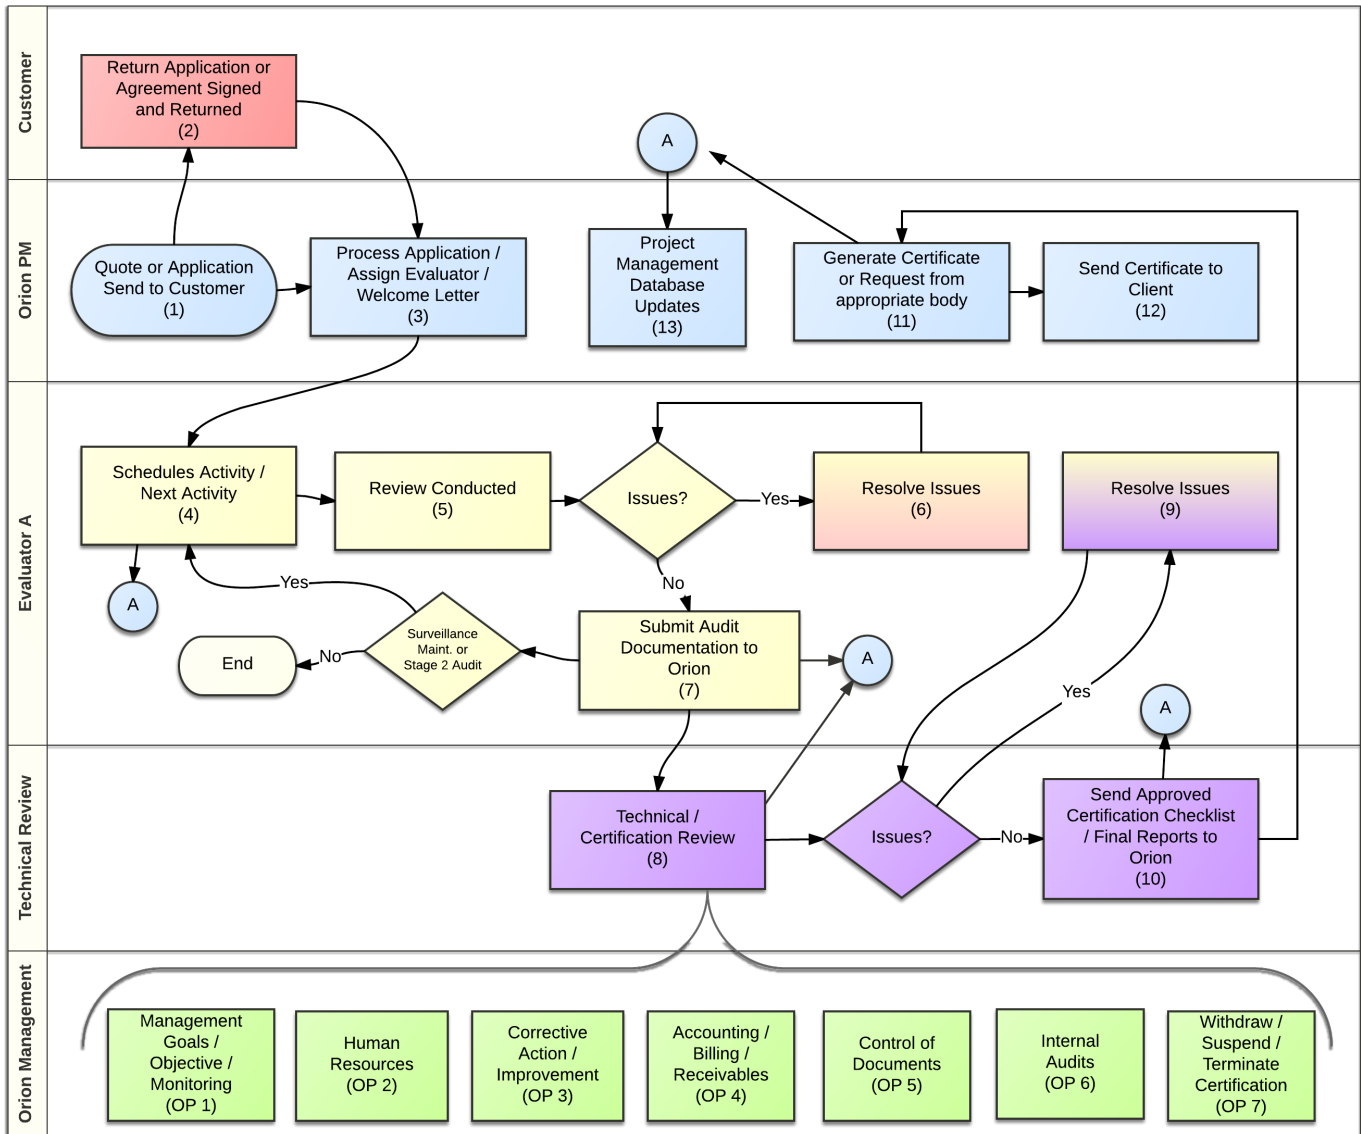 Customer
Return Application or
Agreement Signed
and Returned
(2)
A
Orion PM
Quote or Application
Send to Customer
(1)
Process Application /
Assign Evaluator /
Welcome Letter
(3)
Project
Management
Database
Updates
(13)
Generate Certificate
or Request from
appropriate body
(11)
Send Certificate to
Client
(12)
Evaluator A
Schedules Activity /
Next Activity
(4)
Review Conducted
(5)
Issues?
Yes
Resolve Issues
(6)
Resolve Issues
(9)
No
Yes
A
End
No
Surveillance
Maint. or
Stage 2 Audit
Submit Audit
Documentation to
Orion
(7)
A
Yes
A
Technical Review
Technical /
Certification Review
(8)
Issues?
No
Send Approved
Certification Checklist
/ Final Reports to
Orion
(10)
Orion Management
Management
Goals /
Objective /
Monitoring
(OP 1)
Human
Resources
(OP 2)
Corrective
Action /
Improvement
(OP 3)
Accounting /
Billing /
Receivables
(OP 4)
Control of
Documents
(OP 5)
Internal
Audits
(OP 6)
Withdraw /
Suspend /
Terminate
Certification
(OP 7)